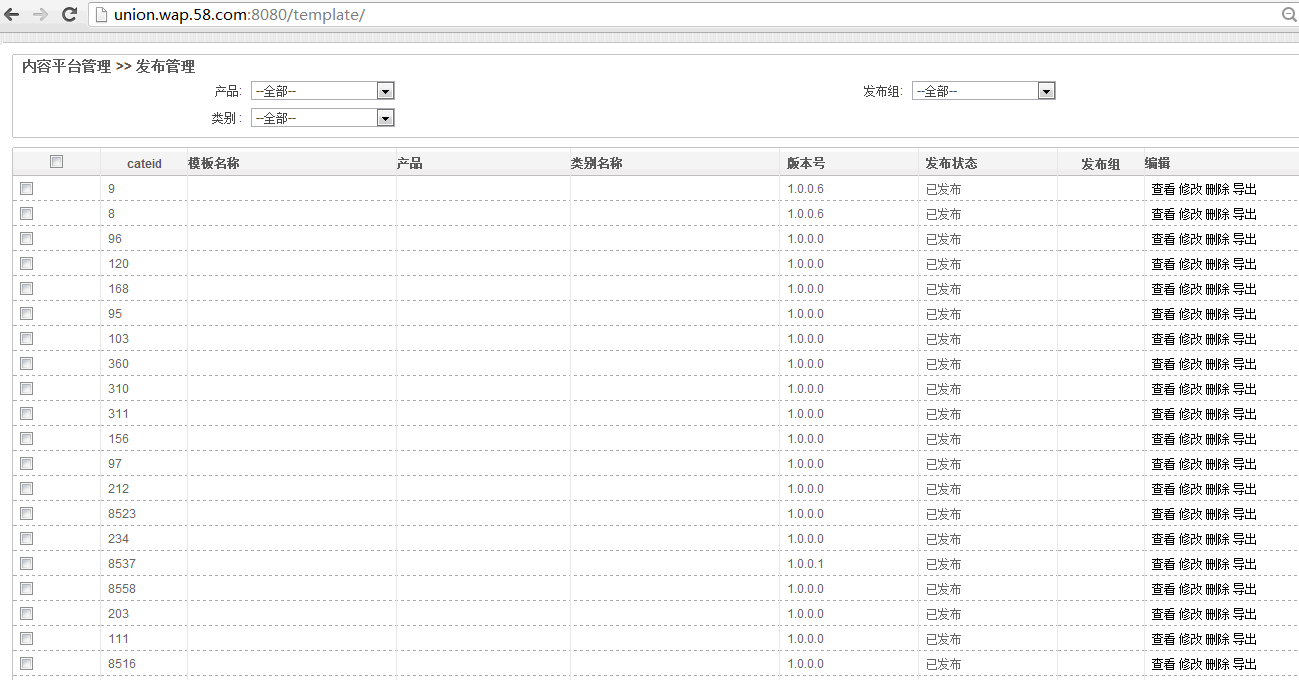 union.wap.58.com:8080/template/
内容平台管理 >> 发布管理
产品: --全部-- 发布组: --全部--
类别: --全部--
cateid 模板名称 产品 类别名称 版本号 发布状态 发布组 编辑
9 1.0.0.6 已发布 查看 修改 删除 导出
8 1.0.0.6 已发布 查看 修改 删除 导出
96 1.0.0.0 已发布 查看 修改 删除 导出
120 1.0.0.0 已发布 查看 修改 删除 导出
168 1.0.0.0 已发布 查看 修改 删除 导出
95 1.0.0.0 已发布 查看 修改 删除 导出
103 1.0.0.0 已发布 查看 修改 删除 导出
360 1.0.0.0 已发布 查看 修改 删除 导出
310 1.0.0.0 已发布 查看 修改 删除 导出
311 1.0.0.0 已发布 查看 修改 删除 导出
156 1.0.0.0 已发布 查看 修改 删除 导出
97 1.0.0.0 已发布 查看 修改 删除 导出
212 1.0.0.0 已发布 查看 修改 删除 导出
8523 1.0.0.0 已发布 查看 修改 删除 导出
234 1.0.0.0 已发布 查看 修改 删除 导出
8537 1.0.0.1 已发布 查看 修改 删除 导出
8558 1.0.0.0 已发布 查看 修改 删除 导出
203 1.0.0.0 已发布 查看 修改 删除 导出
111 1.0.0.0 已发布 查看 修改 删除 导出
8516 1.0.0.0 已发布 查看 修改 删除 导出